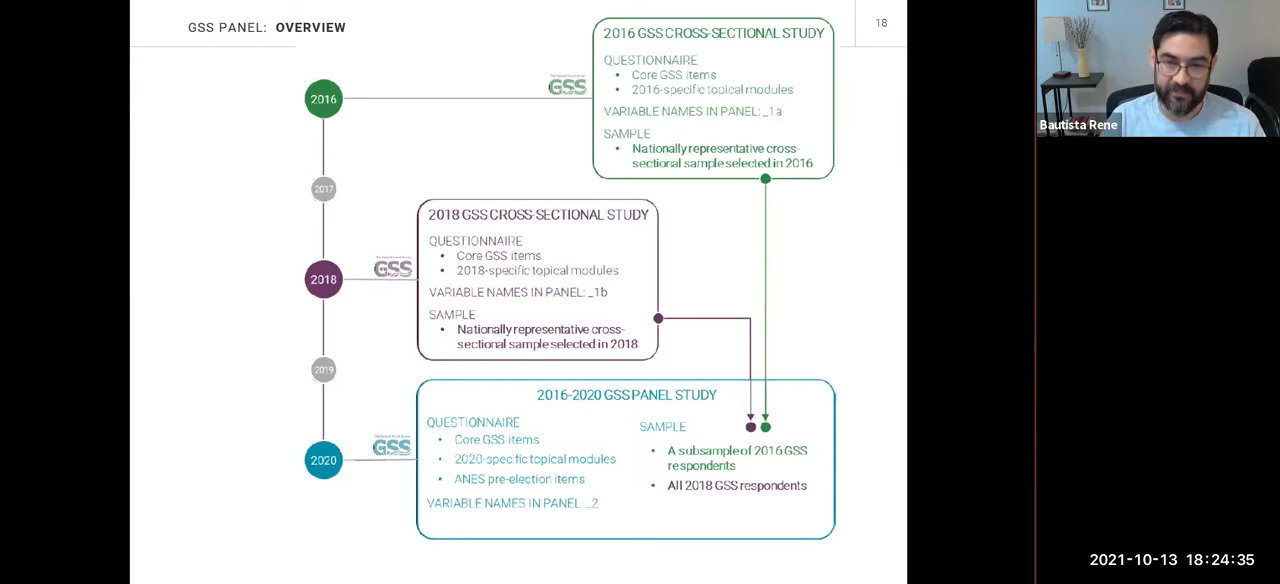 GSS PANEL: OVERVIEW
18
2016 GSS CROSS-SECTIONAL STUDY
QUESTIONNAIRE
• Core GSS items
• 2016-specific topical modules
VARIABLE NAMES IN PANEL: _1a
SAMPLE
• Nationally representative cross-
sectional sample selected in 2016
GSS
2016
2017
2018 GSS CROSS-SECTIONAL STUDY
QUESTIONNAIRE
• Core GSS items
• 2018-specific topical modules
VARIABLE NAMES IN PANEL: _1b
SAMPLE
• Nationally representative cross-
sectional sample selected in 2018
GSS
2018
2019
2016-2020 GSS PANEL STUDY
QUESTIONNAIRE
• Core GSS items
• 2020-specific topical modules
• ANES pre-election items
VARIABLE NAMES IN PANEL: _2
SAMPLE
• A subsample of 2016 GSS
respondents
• All 2018 GSS respondents
GSS
2020
Bautista Rene
2021-10-13 18:24:35